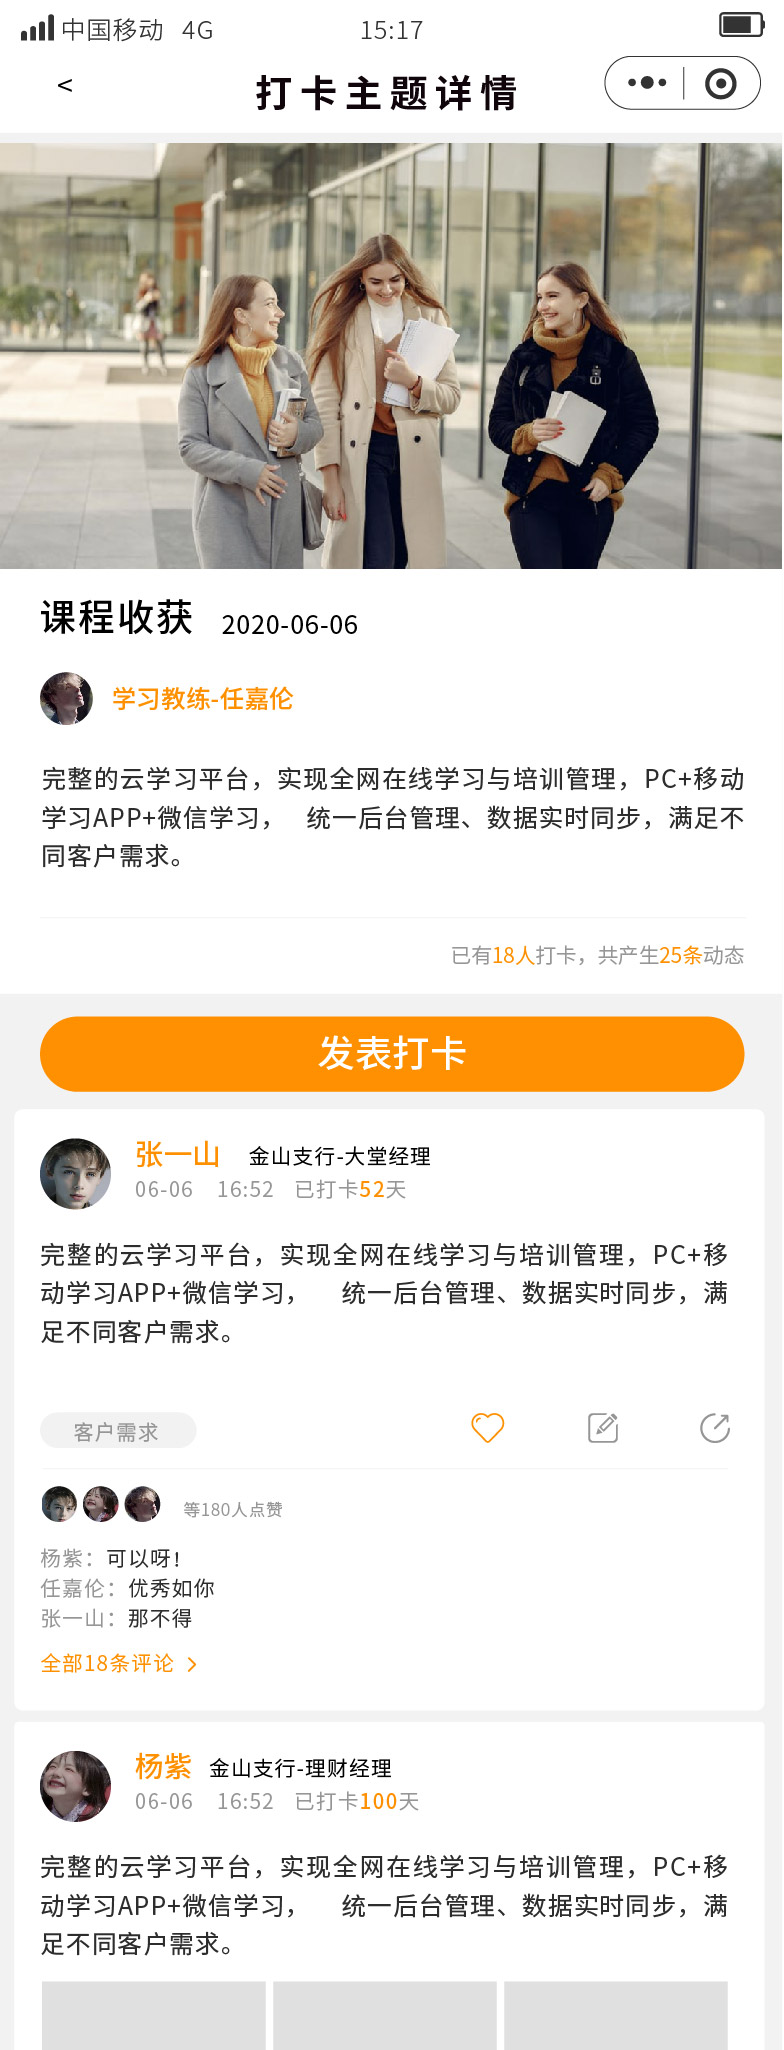 中国移动 4G 15:17
<
打卡主题详情
课程收获 2020-06-06
学习教练-任嘉伦
完整的云学习平台，实现全网在线学习与培训管理，PC+移动
学习APP+微信学习， 统一后台管理、数据实时同步，满足不
同客户需求。
已有18人打卡，共产生25条动态
发表打卡
张一山 金山支行-大堂经理
06-06 16:52 已打卡52天
完整的云学习平台，实现全网在线学习与培训管理，PC+移
动学习APP+微信学习， 统一后台管理、数据实时同步，满
足不同客户需求。
客户需求
等180人点赞
杨紫：可以呀！
任嘉伦：优秀如你
张一山：那不得
全部18条评论 >
杨紫 金山支行-理财经理
06-06 16:52 已打卡100天
完整的云学习平台，实现全网在线学习与培训管理，PC+移
动学习APP+微信学习， 统一后台管理、数据实时同步，满
足不同客户需求。